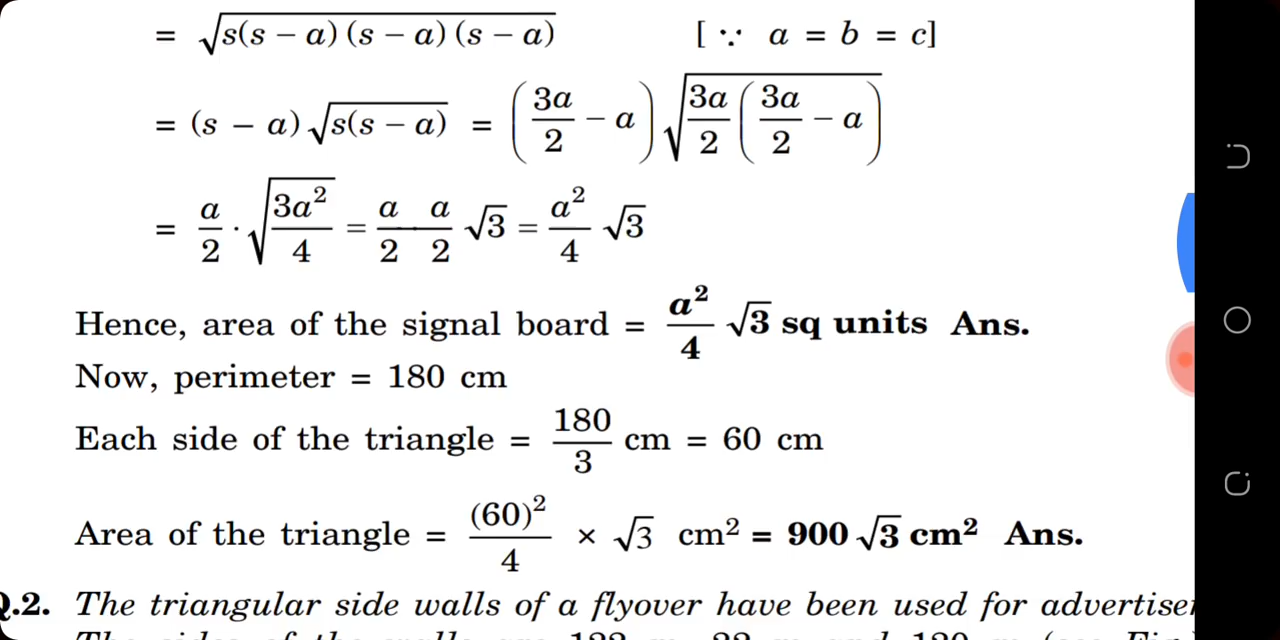 = √s(s − a) (s − a) (s − a) [ ∵ a = b = c]
= (s − a) √s(s − a) = (3a/2 − a) √3a/2 (3a/2 − a)
= a/2 · √3a²/4 = a/2 a/2 √3 = a²/4 √3
Hence, area of the signal board = a²/4 √3 sq units Ans.
Now, perimeter = 180 cm
Each side of the triangle = 180/3 cm = 60 cm
Area of the triangle = (60)²/4 × √3 cm² = 900 √3 cm² Ans.
Q.2. The triangular side walls of a flyover have been used for